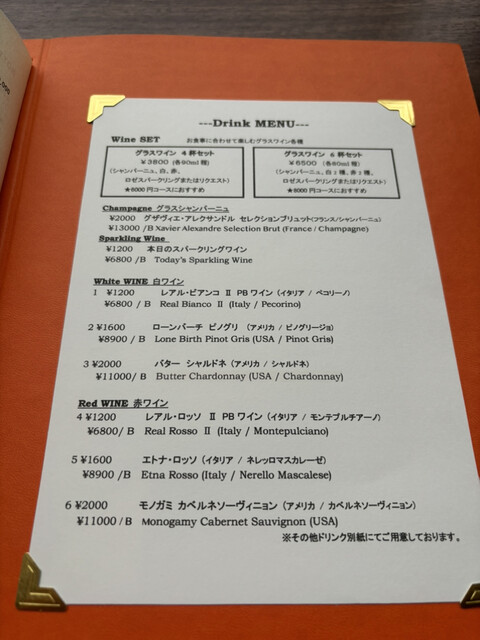 ---Drink MENU---
Wine SET お食事に合わせて楽しむグラスワイン各種
グラスワイン 4 杯セット
￥3800 (各90ml 程)
(シャンパーニュ、白、赤、
ロゼスパークリングまたはリクエスト)
★6000 円コースにおすすめ
グラスワイン 6 杯セット
￥6500 (各60ml 程)
(シャンパーニュ、白 2 種、赤 2 種、
ロゼスパークリングまたはリクエスト)
★8000 円コースにおすすめ
Champagne グラスシャンパーニュ
¥2000 グザヴィエ・アレクサンドル セレクションブリュット(フランス/シャンパーニュ)
¥13000 /B Xavier Alexandre Selection Brut (France / Champagne)
Sparkling Wine
¥1200 本日のスパークリングワイン
¥6800 / B Today's Sparkling Wine
White WINE 白ワイン
1 ¥1200 レアル・ビアンコ Ⅱ PB ワイン (イタリア / ペコリーノ)
¥6800 / B Real Bianco Ⅱ (Italy / Pecorino)
2 ¥1600 ローンバーチ ピノグリ (アメリカ / ピノグリージョ)
¥8900 / B Lone Birth Pinot Gris (USA / Pinot Gris)
3 ¥2000 バター シャルドネ (アメリカ / シャルドネ)
¥11000/ B Butter Chardonnay (USA / Chardonnay)
Red WINE 赤ワイン
4 ¥1200 レアル・ロッソ Ⅱ PB ワイン (イタリア / モンテプルチアーノ)
¥6800/ B Real Rosso Ⅱ (Italy / Montepulciano)
5 ¥1600 エトナ・ロッソ (イタリア / ネレッロマスカレーゼ)
¥8900 /B Etna Rosso (Italy / Nerello Mascalese)
6 ¥2000 モノガミ カベルネソーヴィニョン (アメリカ / カベルネソーヴィニョン)
¥11000 /B Monogamy Cabernet Sauvignon (USA)
※その他ドリンク別紙にてご用意しております。